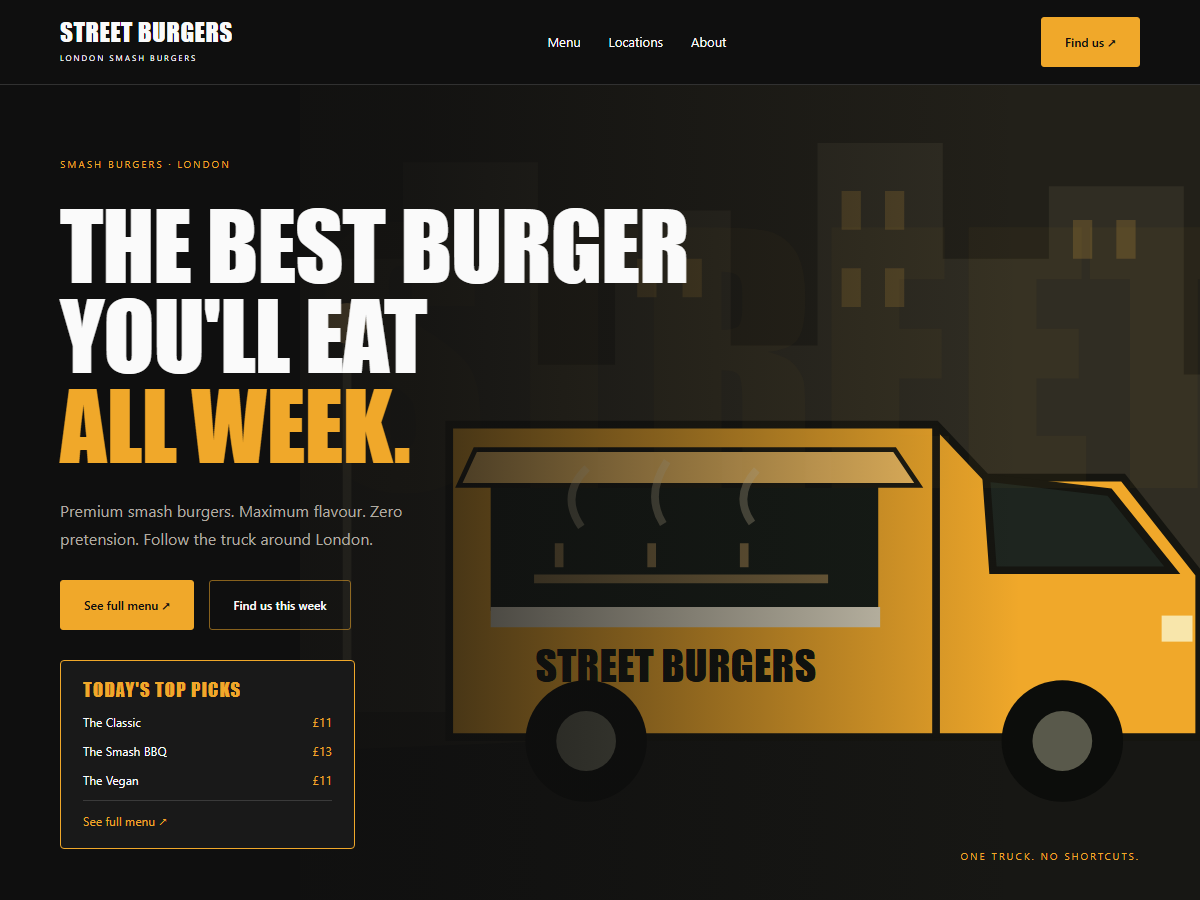 STREET BURGERS
LONDON SMASH BURGERS
Menu
Locations
About
Find us ↗
SMASH BURGERS · LONDON
THE BEST BURGER
YOU'LL EAT
ALL WEEK.
Premium smash burgers. Maximum flavour. Zero
pretension. Follow the truck around London.
See full menu ↗
Find us this week
TODAY'S TOP PICKS
The Classic £11
The Smash BBQ £13
The Vegan £11
See full menu ↗
STREET
STREET BURGERS
ONE TRUCK. NO SHORTCUTS.